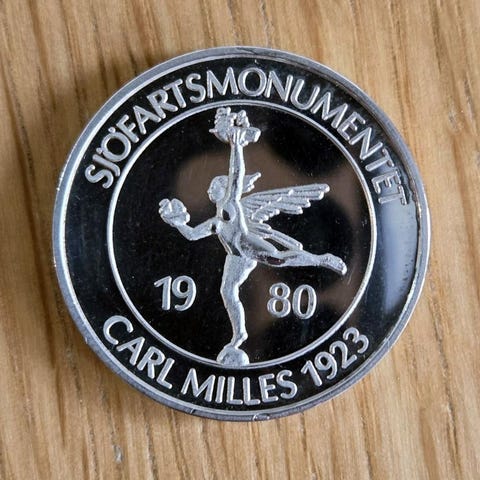 SJÖFARTSMONUMENTET
19 80
CARL MILLES 1923